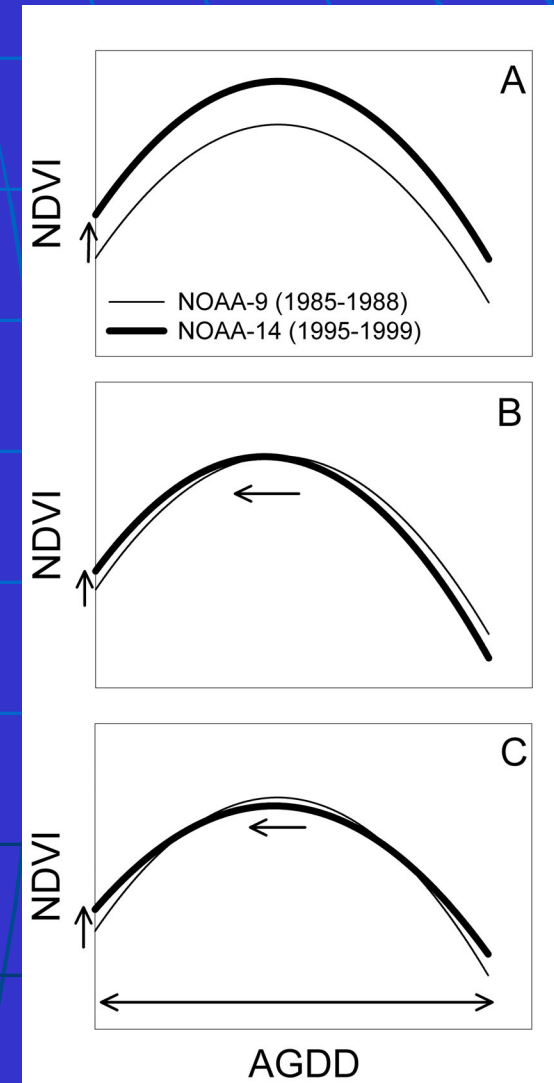 A
NDVI
NOAA-9 (1985-1988)
NOAA-14 (1995-1999)
B
NDVI
C
NDVI
AGDD